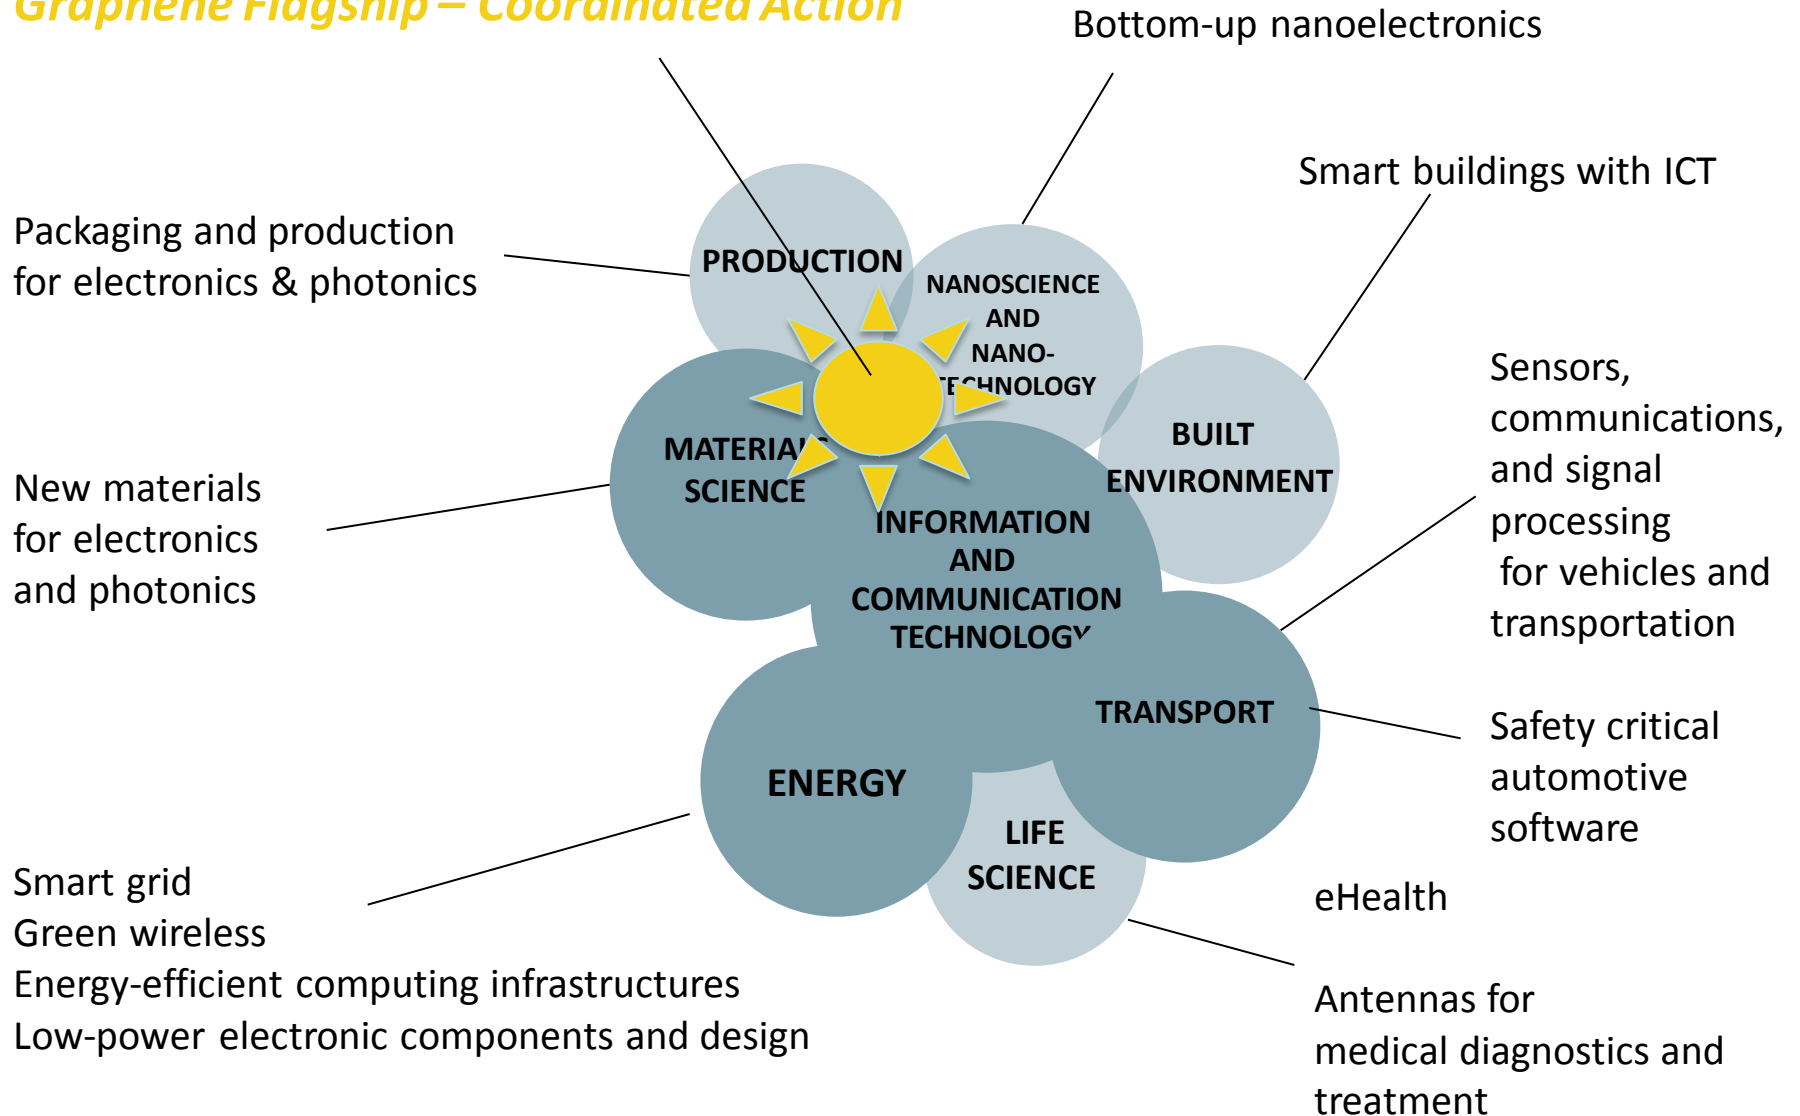 Graphene Flagship – Coordinated Action
Bottom-up nanoelectronics
Smart buildings with ICT
Packaging and production
for electronics & photonics
PRODUCTION
NANOSCIENCE
AND
NANO-
TECHNOLOGY
Sensors,
communications,
and signal
processing
for vehicles and
transportation
BUILT
ENVIRONMENT
MATERIALS
SCIENCE
New materials
for electronics
and photonics
INFORMATION
AND
COMMUNICATION
TECHNOLOGY
TRANSPORT
Safety critical
automotive
software
ENERGY
LIFE
SCIENCE
Smart grid
Green wireless
Energy-efficient computing infrastructures
Low-power electronic components and design
eHealth
Antennas for
medical diagnostics and
treatment